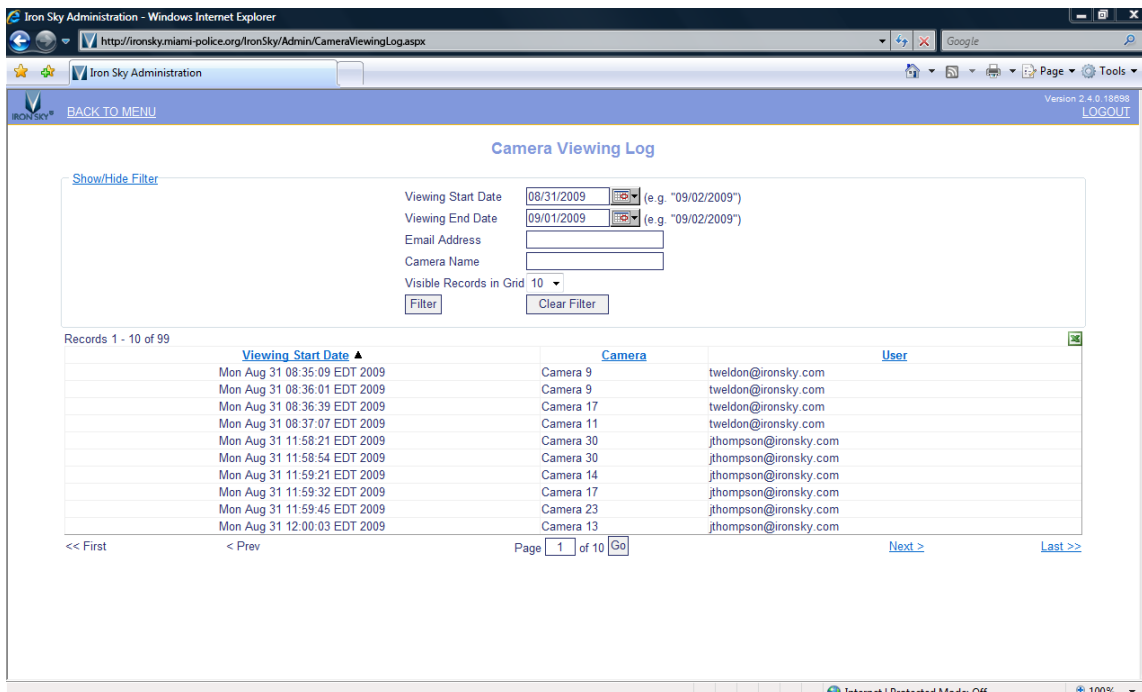 Iron Sky Administration - Windows Internet Explorer
http://ironsky.miami-police.org/IronSky/Admin/CameraViewingLog.aspx
Google
Iron Sky Administration
Page
Tools
Version 2.4.0.18698
IRON SKY
BACK TO MENU
LOGOUT
Camera Viewing Log
Show/Hide Filter
Viewing Start Date 08/31/2009 (e.g. "09/02/2009")
Viewing End Date 09/01/2009 (e.g. "09/02/2009")
Email Address
Camera Name
Visible Records in Grid 10
Filter Clear Filter
Records 1 - 10 of 99
Viewing Start Date ▲ Camera User
Mon Aug 31 08:35:09 EDT 2009 Camera 9 tweldon@ironsky.com
Mon Aug 31 08:36:01 EDT 2009 Camera 9 tweldon@ironsky.com
Mon Aug 31 08:36:39 EDT 2009 Camera 17 tweldon@ironsky.com
Mon Aug 31 08:37:07 EDT 2009 Camera 11 tweldon@ironsky.com
Mon Aug 31 11:58:21 EDT 2009 Camera 30 jthompson@ironsky.com
Mon Aug 31 11:58:54 EDT 2009 Camera 30 jthompson@ironsky.com
Mon Aug 31 11:59:21 EDT 2009 Camera 14 jthompson@ironsky.com
Mon Aug 31 11:59:32 EDT 2009 Camera 17 jthompson@ironsky.com
Mon Aug 31 11:59:45 EDT 2009 Camera 23 jthompson@ironsky.com
Mon Aug 31 12:00:03 EDT 2009 Camera 13 jthompson@ironsky.com
<< First < Prev Page 1 of 10 Go Next > Last >>
Internet | Protected Mode: Off 100%